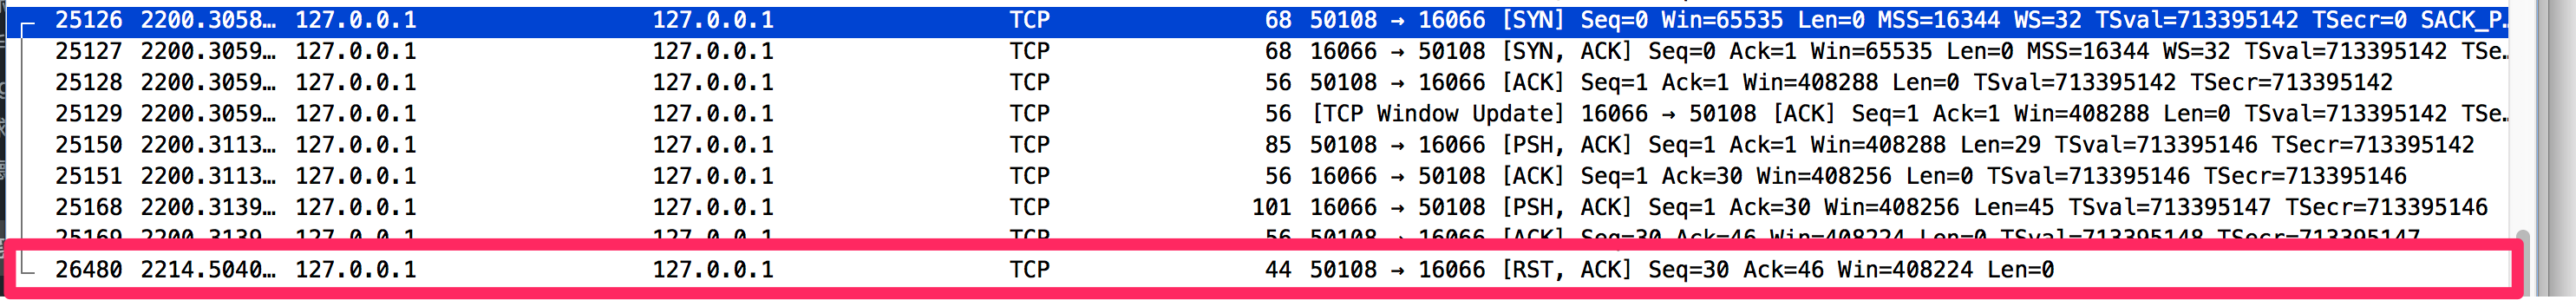 25126 2200.3058… 127.0.0.1 127.0.0.1 TCP 68 50108 → 16066 [SYN] Seq=0 Win=65535 Len=0 MSS=16344 WS=32 TSval=713395142 TSecr=0 SACK_P…
25127 2200.3059… 127.0.0.1 127.0.0.1 TCP 68 16066 → 50108 [SYN, ACK] Seq=0 Ack=1 Win=65535 Len=0 MSS=16344 WS=32 TSval=713395142 TSe…
25128 2200.3059… 127.0.0.1 127.0.0.1 TCP 56 50108 → 16066 [ACK] Seq=1 Ack=1 Win=408288 Len=0 TSval=713395142 TSecr=713395142
25129 2200.3059… 127.0.0.1 127.0.0.1 TCP 56 [TCP Window Update] 16066 → 50108 [ACK] Seq=1 Ack=1 Win=408288 Len=0 TSval=713395142 TSe…
25150 2200.3113… 127.0.0.1 127.0.0.1 TCP 85 50108 → 16066 [PSH, ACK] Seq=1 Ack=1 Win=408288 Len=29 TSval=713395146 TSecr=713395142
25151 2200.3113… 127.0.0.1 127.0.0.1 TCP 56 16066 → 50108 [ACK] Seq=1 Ack=30 Win=408256 Len=0 TSval=713395146 TSecr=713395146
25168 2200.3139… 127.0.0.1 127.0.0.1 TCP 101 16066 → 50108 [PSH, ACK] Seq=1 Ack=30 Win=408256 Len=45 TSval=713395147 TSecr=713395146
25169 2200.3139… 127.0.0.1 127.0.0.1 TCP 56 50108 → 16066 [ACK] Seq=30 Ack=46 Win=408224 Len=0 TSval=713395148 TSecr=713395147
26480 2214.5040… 127.0.0.1 127.0.0.1 TCP 44 50108 → 16066 [RST, ACK] Seq=30 Ack=46 Win=408224 Len=0